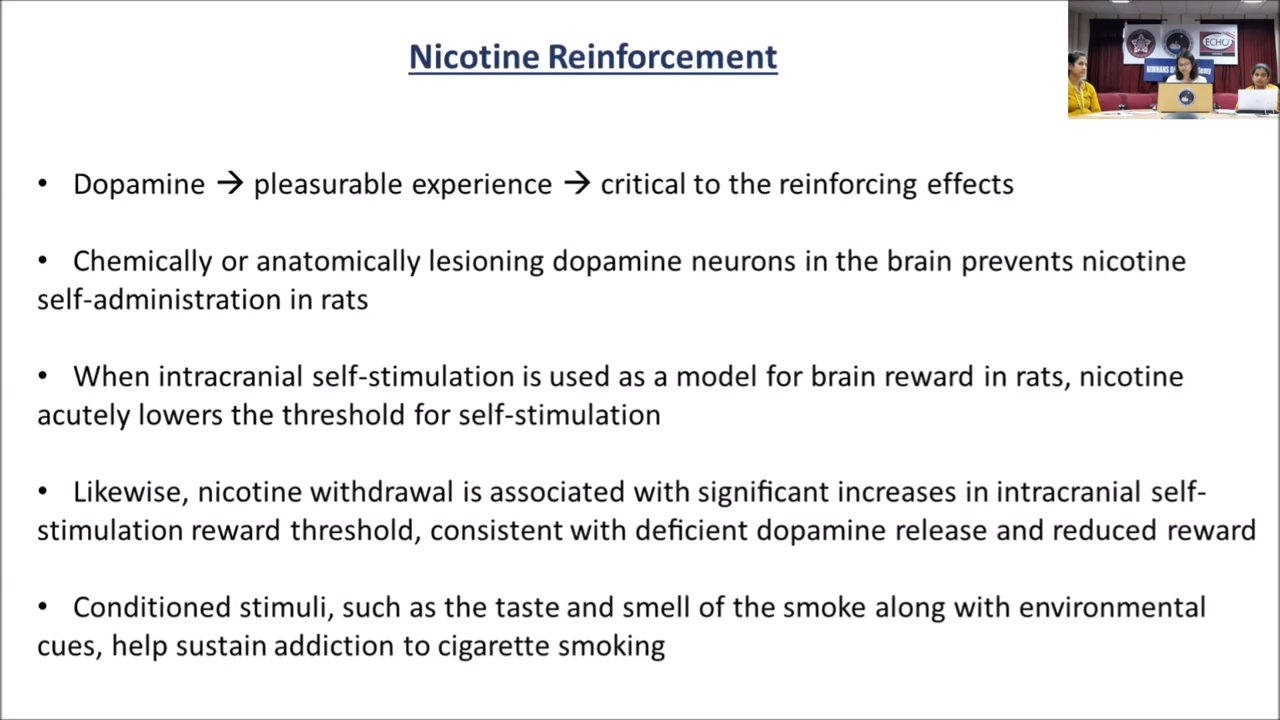 Nicotine Reinforcement
ECHO
NIMHANS
• Dopamine → pleasurable experience → critical to the reinforcing effects
• Chemically or anatomically lesioning dopamine neurons in the brain prevents nicotine
self-administration in rats
• When intracranial self-stimulation is used as a model for brain reward in rats, nicotine
acutely lowers the threshold for self-stimulation
• Likewise, nicotine withdrawal is associated with significant increases in intracranial self-
stimulation reward threshold, consistent with deficient dopamine release and reduced reward
• Conditioned stimuli, such as the taste and smell of the smoke along with environmental
cues, help sustain addiction to cigarette smoking